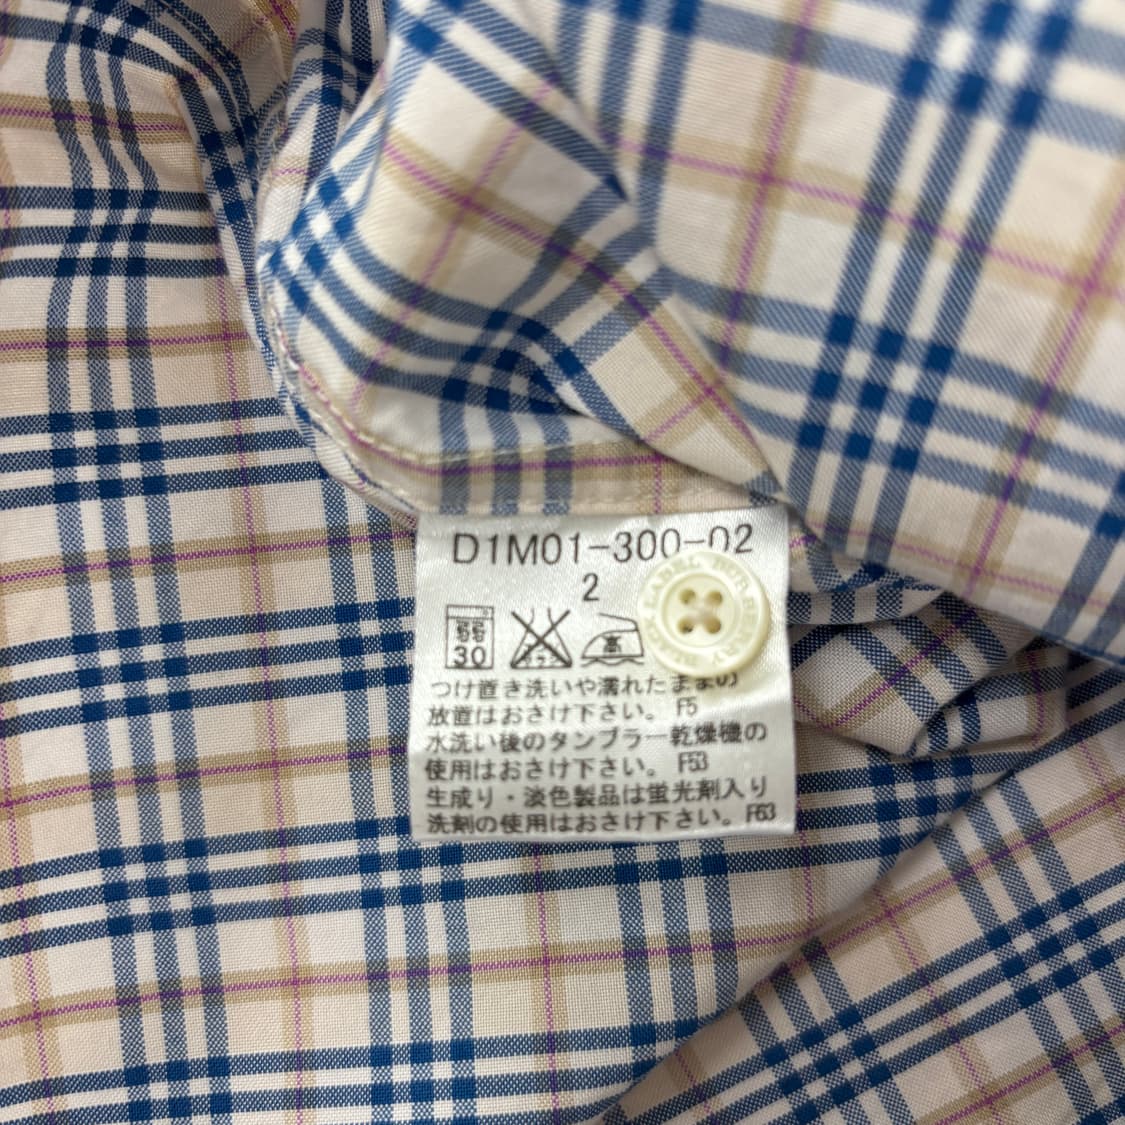 D1M01-300-02
2
30
高
BLACK LABEL BURBERRY
つけ置き洗いや濡れたままの
放置はおさけ下さい。 F5
水洗い後のタンブラー乾燥機の
使用はおさけ下さい。 F53
生成り・淡色製品は蛍光剤入り
洗剤の使用はおさけ下さい。F63